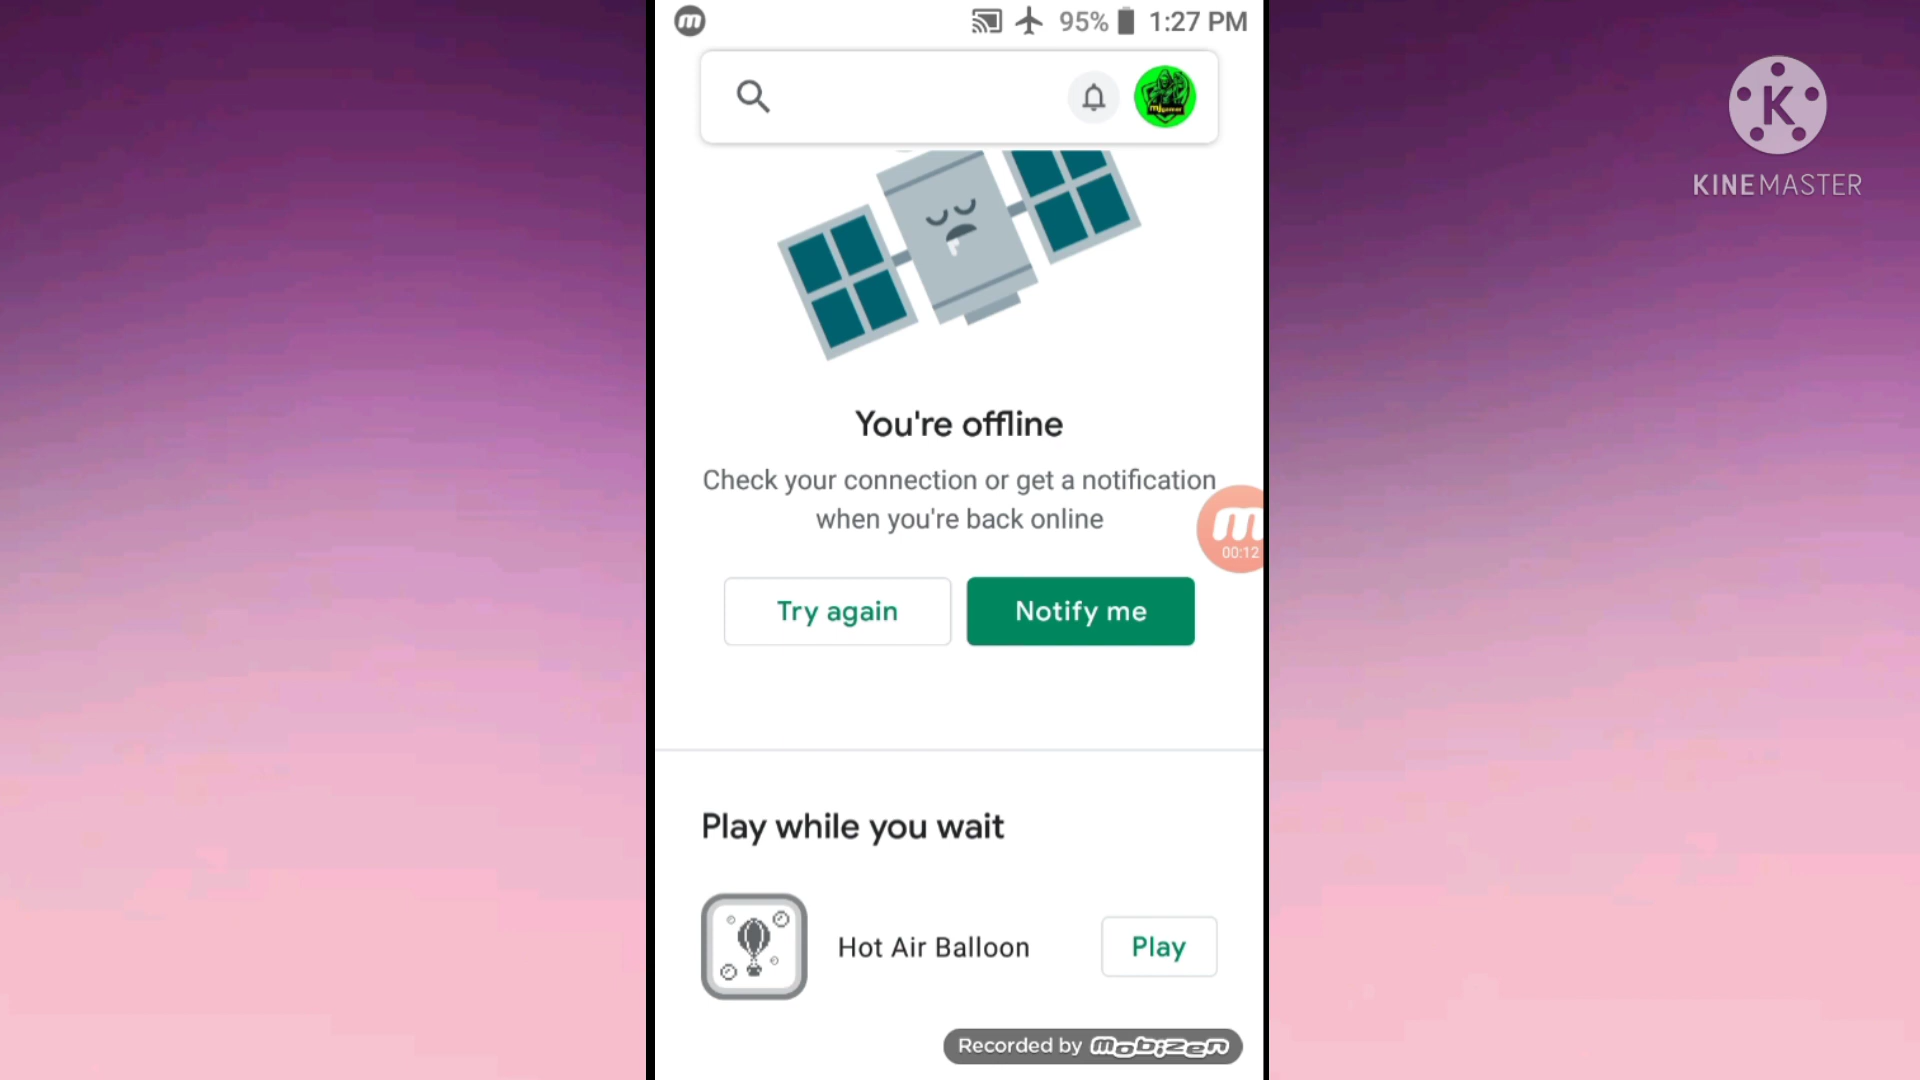 95% 1:27 PM
mjgamer
K
KINEMASTER
You're offline
Check your connection or get a notification
when you're back online
m
00:12
Try again
Notify me
Play while you wait
Hot Air Balloon
Play
Recorded by mobizen